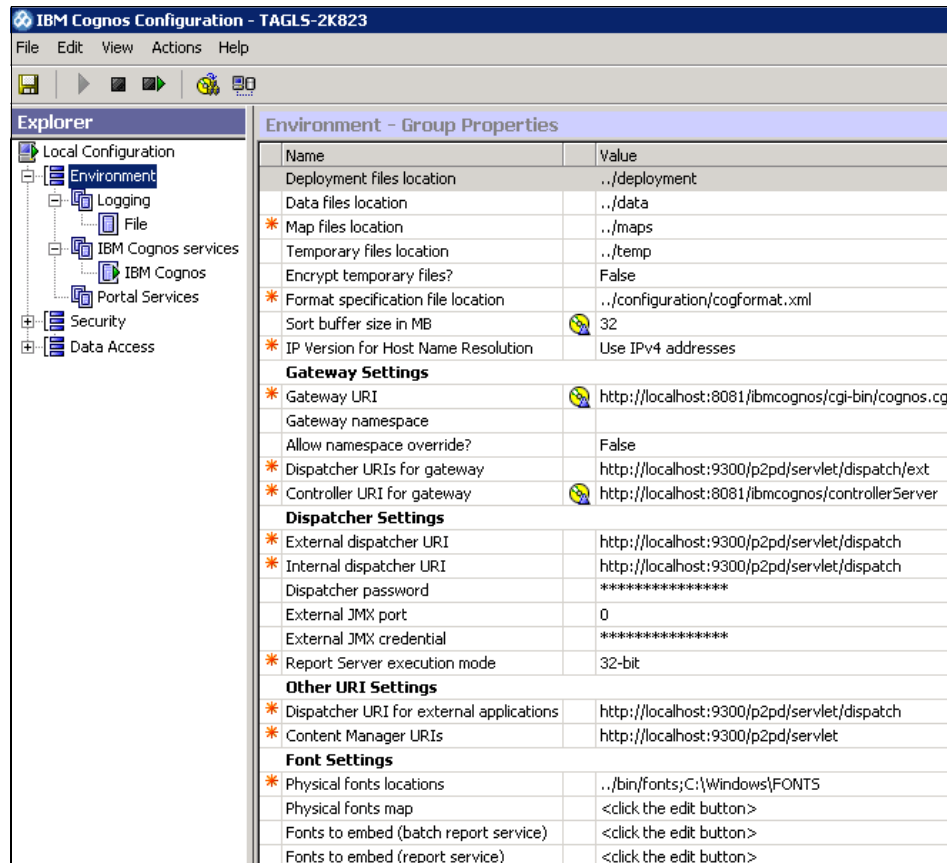 IBM Cognos Configuration - TAGLS-2K823
File Edit View Actions Help
Explorer
Local Configuration
Environment
Logging
File
IBM Cognos services
IBM Cognos
Portal Services
Security
Data Access
Environment - Group Properties
Name Value
Deployment files location ../deployment
Data files location ../data
* Map files location ../maps
Temporary files location ../temp
Encrypt temporary files? False
* Format specification file location ../configuration/cogformat.xml
Sort buffer size in MB 32
* IP Version for Host Name Resolution Use IPv4 addresses
Gateway Settings
* Gateway URI http://localhost:8081/ibmcognos/cgi-bin/cognos.cg
Gateway namespace
Allow namespace override? False
* Dispatcher URIs for gateway http://localhost:9300/p2pd/servlet/dispatch/ext
* Controller URI for gateway http://localhost:8081/ibmcognos/controllerServer
Dispatcher Settings
* External dispatcher URI http://localhost:9300/p2pd/servlet/dispatch
* Internal dispatcher URI http://localhost:9300/p2pd/servlet/dispatch
Dispatcher password ***************
External JMX port 0
External JMX credential ***************
* Report Server execution mode 32-bit
Other URI Settings
* Dispatcher URI for external applications http://localhost:9300/p2pd/servlet/dispatch
* Content Manager URIs http://localhost:9300/p2pd/servlet
Font Settings
* Physical fonts locations ../bin/fonts;C:\Windows\FONTS
Physical fonts map <click the edit button>
Fonts to embed (batch report service) <click the edit button>
Fonts to embed (report service) <click the edit button>